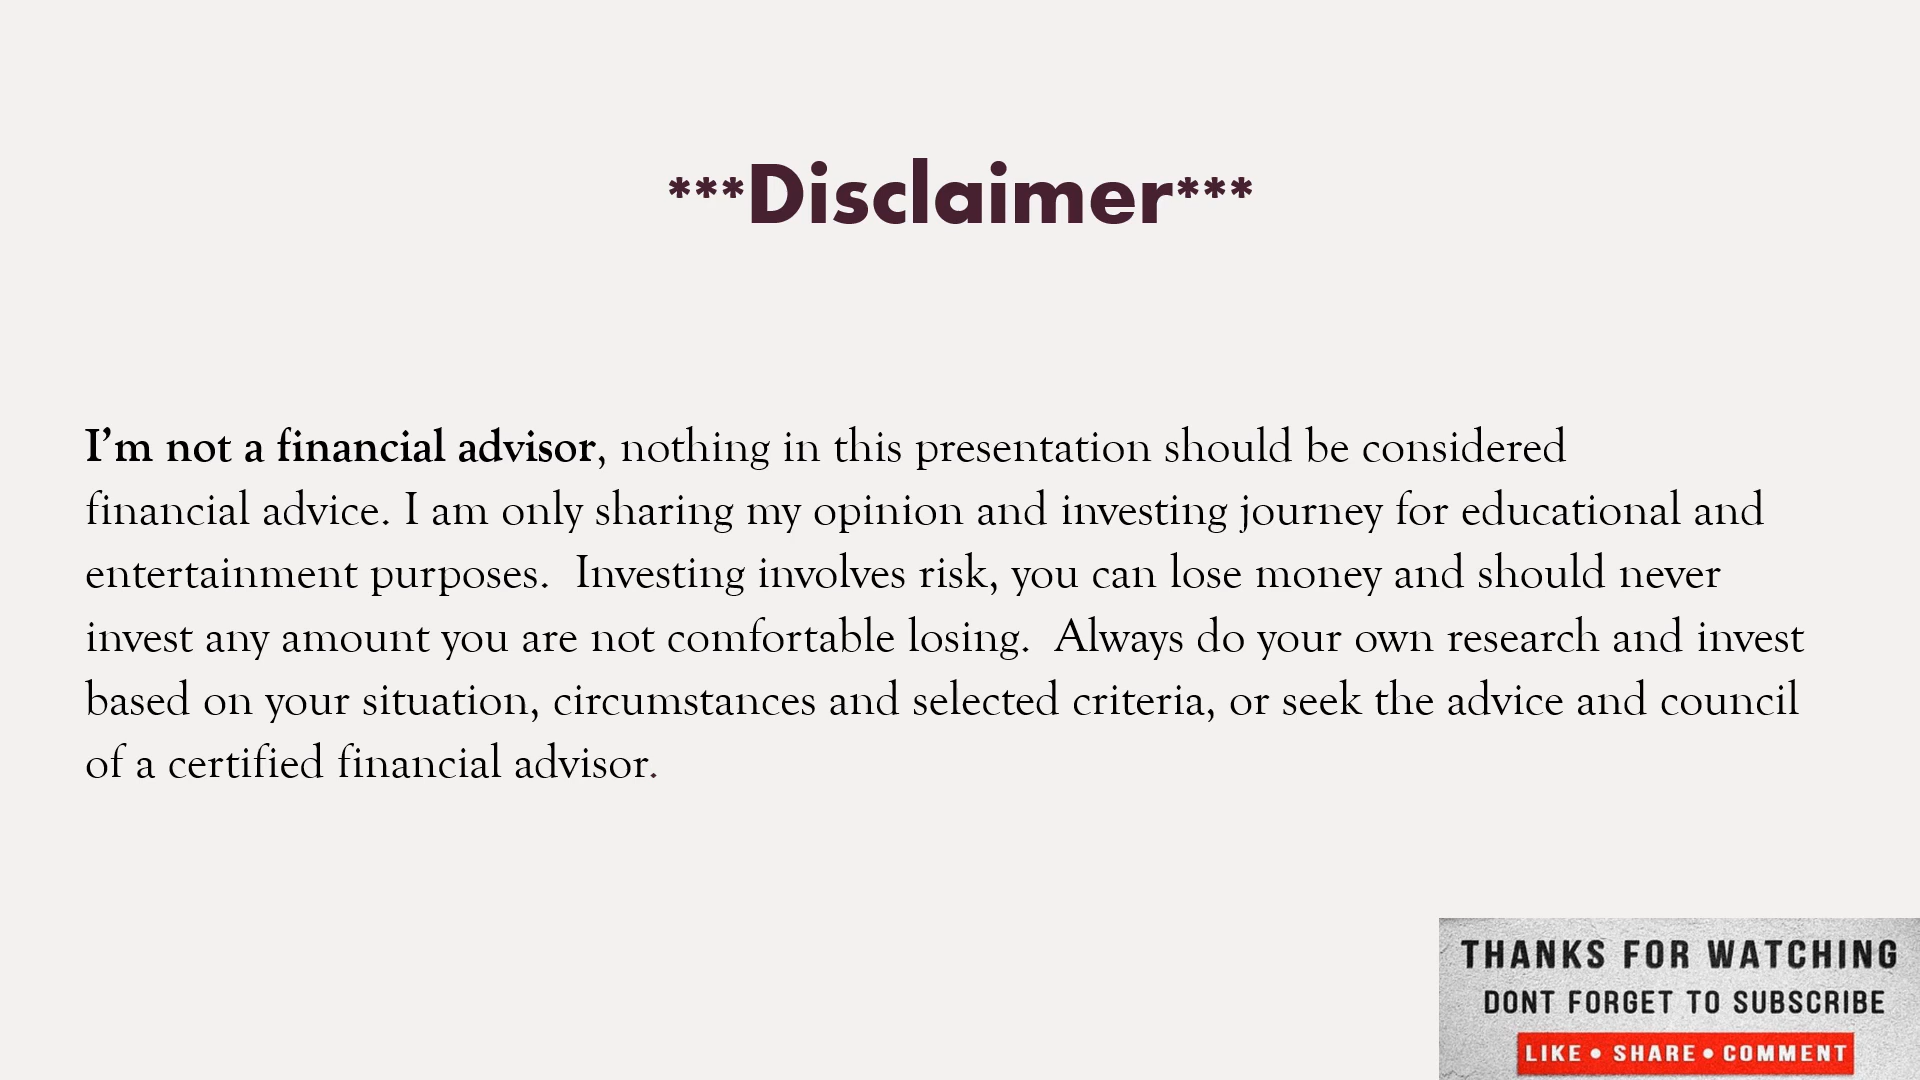 ***Disclaimer***
I’m not a financial advisor, nothing in this presentation should be considered
financial advice. I am only sharing my opinion and investing journey for educational and
entertainment purposes.  Investing involves risk, you can lose money and should never
invest any amount you are not comfortable losing.  Always do your own research and invest
based on your situation, circumstances and selected criteria, or seek the advice and council
of a certified financial advisor.
THANKS FOR WATCHING
DONT FORGET TO SUBSCRIBE
LIKE • SHARE • COMMENT